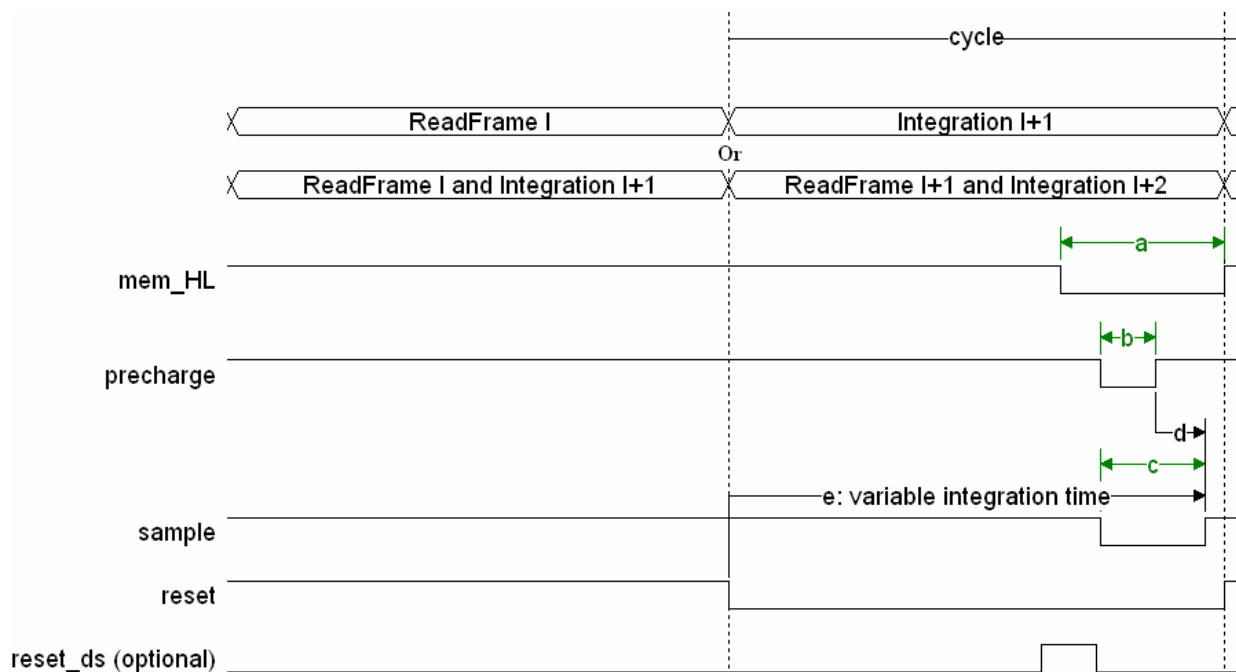 cycle
ReadFrame I
Integration I+1
Or
ReadFrame I and Integration I+1
ReadFrame I+1 and Integration I+2
a
mem_HL
b
precharge
d
c
e: variable integration time
sample
reset
reset_ds (optional)